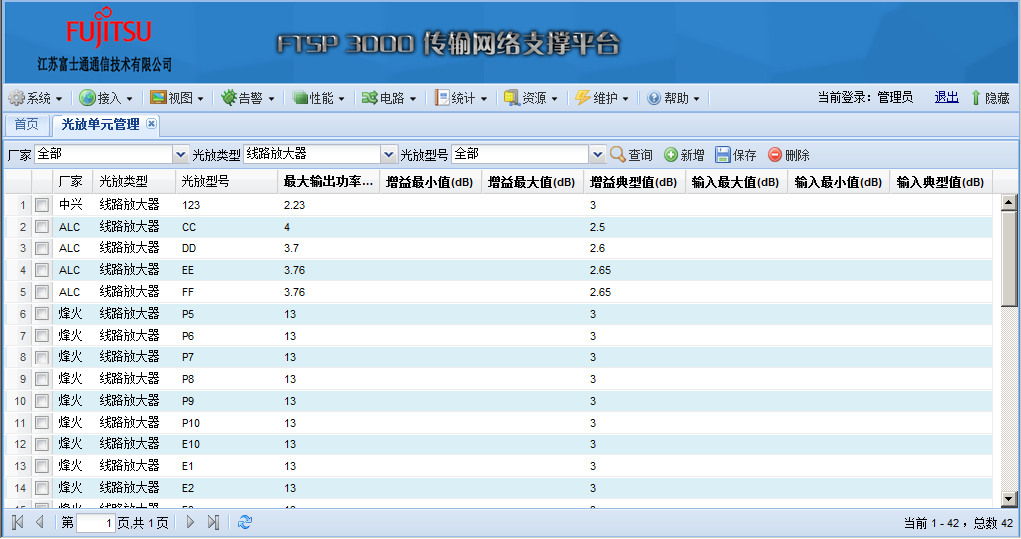 FUJITSU
江苏富士通通信技术有限公司
FTSP 3000 传输网络支撑平台
系统 接入 视图 告警 性能 电路 统计 资源 维护 帮助 当前登录：管理员 退出 隐藏
首页 光放单元管理
厂家 全部 光放类型 线路放大器 光放型号 全部 查询 新增 保存 删除
厂家 光放类型 光放型号 最大输出功率... 增益最小值(dB) 增益最大值(dB) 增益典型值(dB) 输入最大值(dB) 输入最小值(dB) 输入典型值(dB)
1 中兴 线路放大器 123 2.23 3
2 ALC 线路放大器 CC 4 2.5
3 ALC 线路放大器 DD 3.7 2.6
4 ALC 线路放大器 EE 3.76 2.65
5 ALC 线路放大器 FF 3.76 2.65
6 烽火 线路放大器 P5 13 3
7 烽火 线路放大器 P6 13 3
8 烽火 线路放大器 P7 13 3
9 烽火 线路放大器 P8 13 3
10 烽火 线路放大器 P9 13 3
11 烽火 线路放大器 P10 13 3
12 烽火 线路放大器 E10 13 3
13 烽火 线路放大器 E1 13 3
14 烽火 线路放大器 E2 13 3
第 1 页,共 1 页 当前 1 - 42 ，总数 42